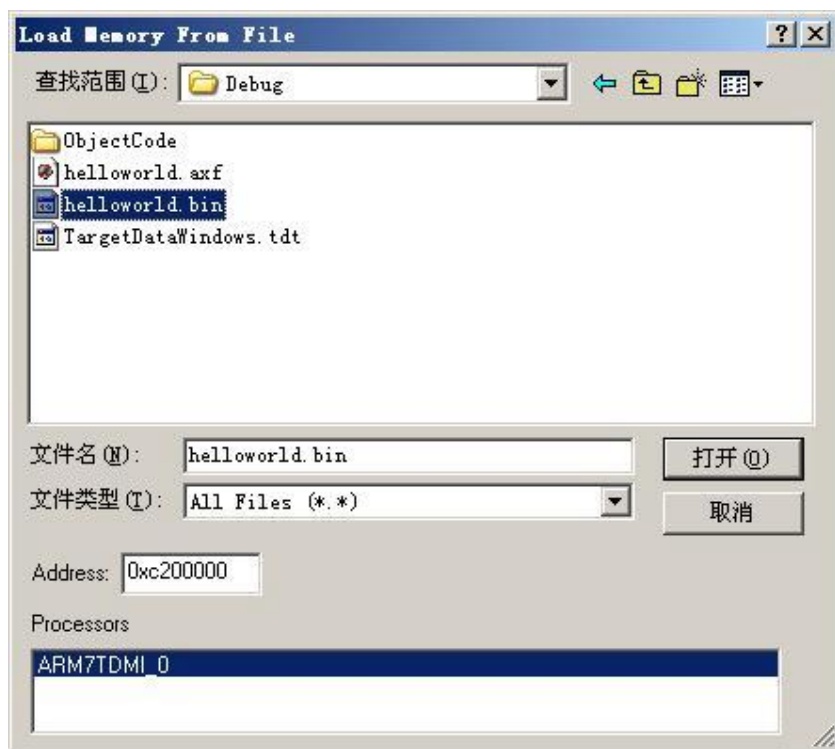 Load Memory From File
查找范围(I): Debug
ObjectCode
helloworld.axf
helloworld.bin
TargetDataWindows.tdt
文件名(N): helloworld.bin 打开(O)
文件类型(T): All Files (*.*) 取消
Address: 0xc200000
Processors
ARM7TDMI_0